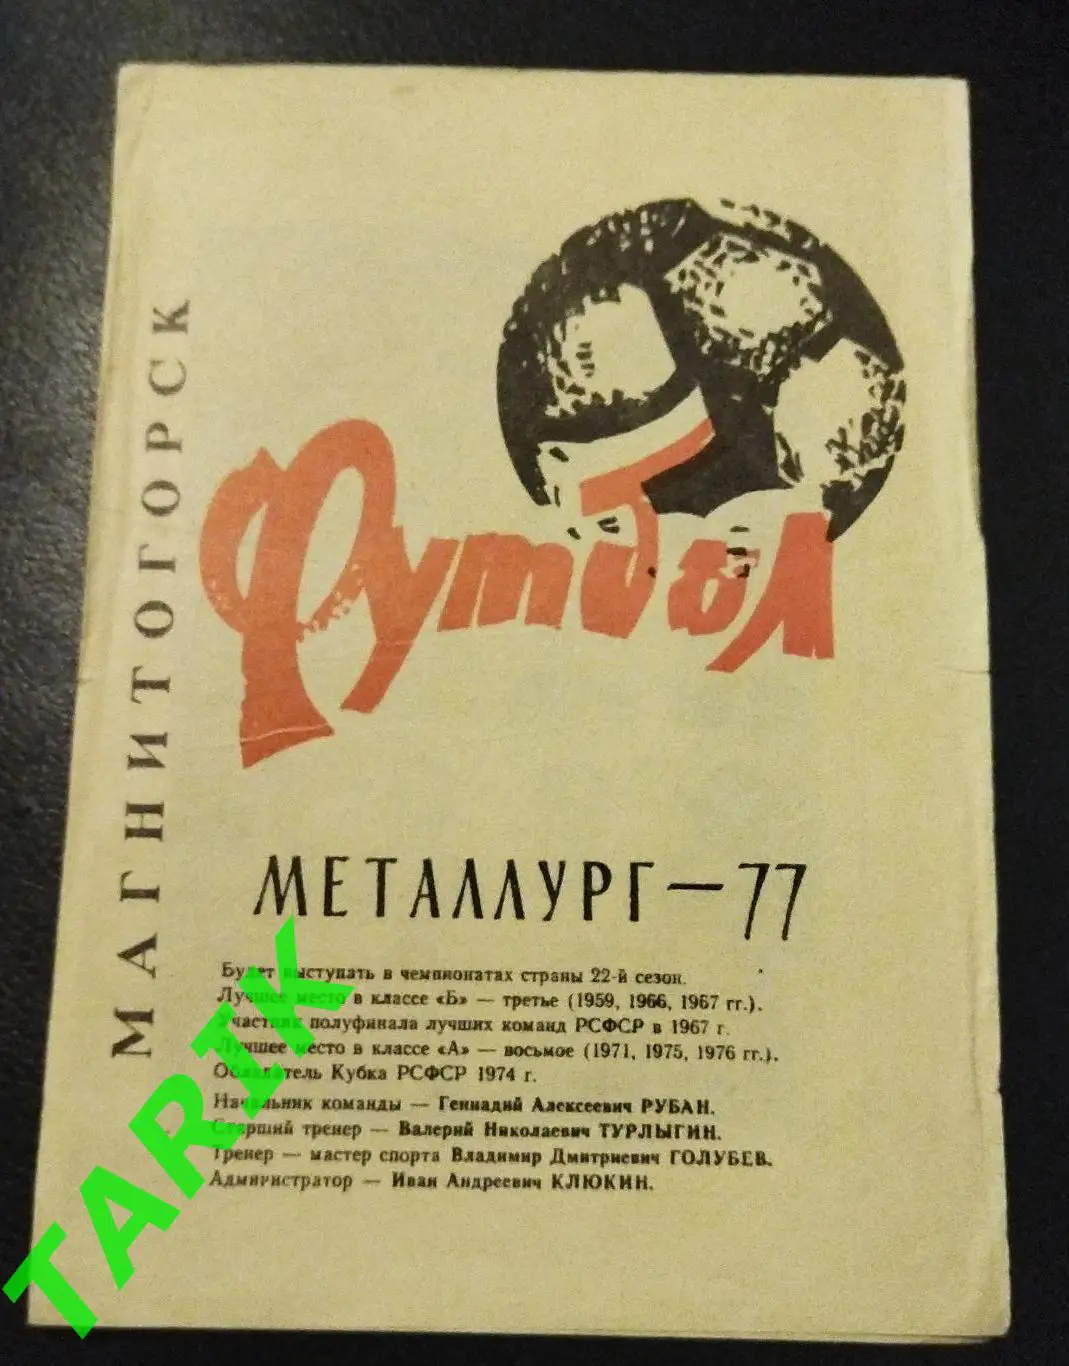 МАГНИТОГОРСК
Футбол
МЕТАЛЛУРГ — 77
Будет выступать в чемпионатах страны 22-й сезон.
Лучшее место в классе «Б» — третье (1959, 1966, 1967 гг.).
Участник полуфинала лучших команд РСФСР в 1967 г.
Лучшее место в классе «А» — восьмое (1971, 1975, 1976 гг.).
Обладатель Кубка РСФСР 1974 г.
Начальник команды — Геннадий Алексеевич РУБАН.
Старший тренер — Валерий Николаевич ТУРЛЫГИН.
Тренер — мастер спорта Владимир Дмитриевич ГОЛУБЕВ.
Администратор — Иван Андреевич КЛЮКИН.
TARIK